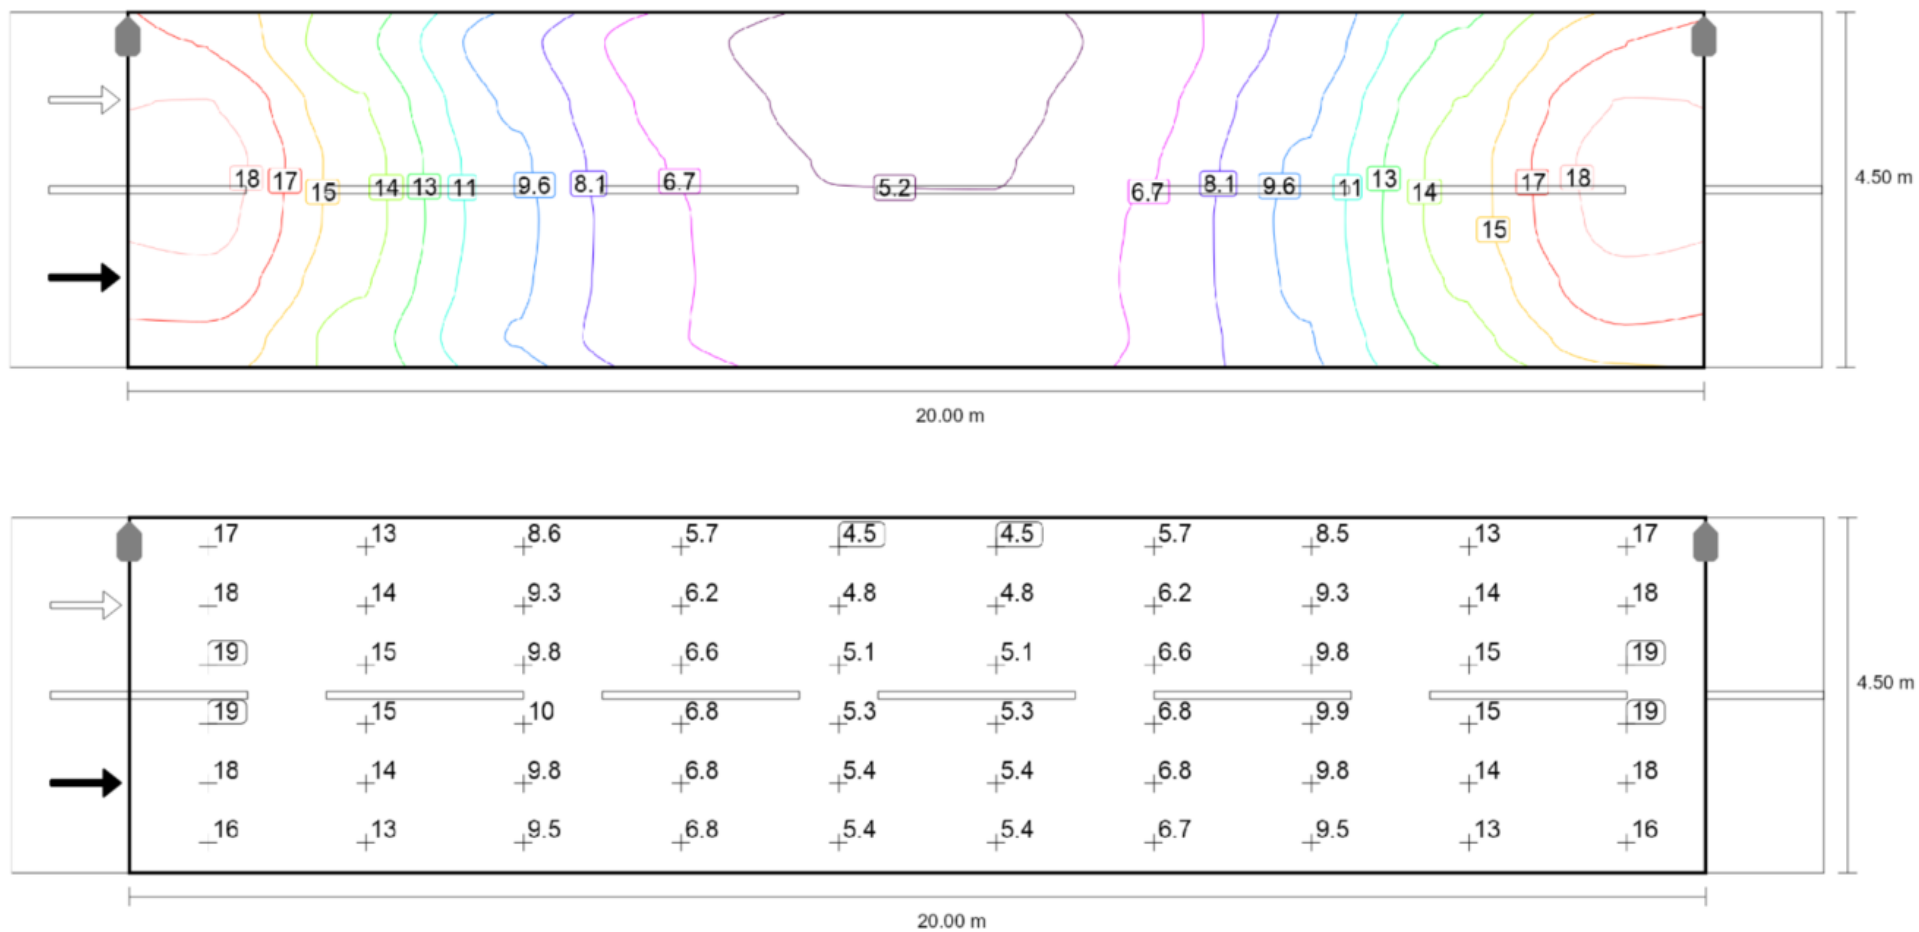 18 17 15 14 13 11 9.6 8.1 6.7 5.2 6.7 8.1 9.6 11 13 14 15 17 18
4.50 m
20.00 m
17 13 8.6 5.7 4.5 4.5 5.7 8.5 13 17
18 14 9.3 6.2 4.8 4.8 6.2 9.3 14 18
19 15 9.8 6.6 5.1 5.1 6.6 9.8 15 19
4.50 m
19 15 10 6.8 5.3 5.3 6.8 9.9 15 19
18 14 9.8 6.8 5.4 5.4 6.8 9.8 14 18
16 13 9.5 6.8 5.4 5.4 6.7 9.5 13 16
20.00 m